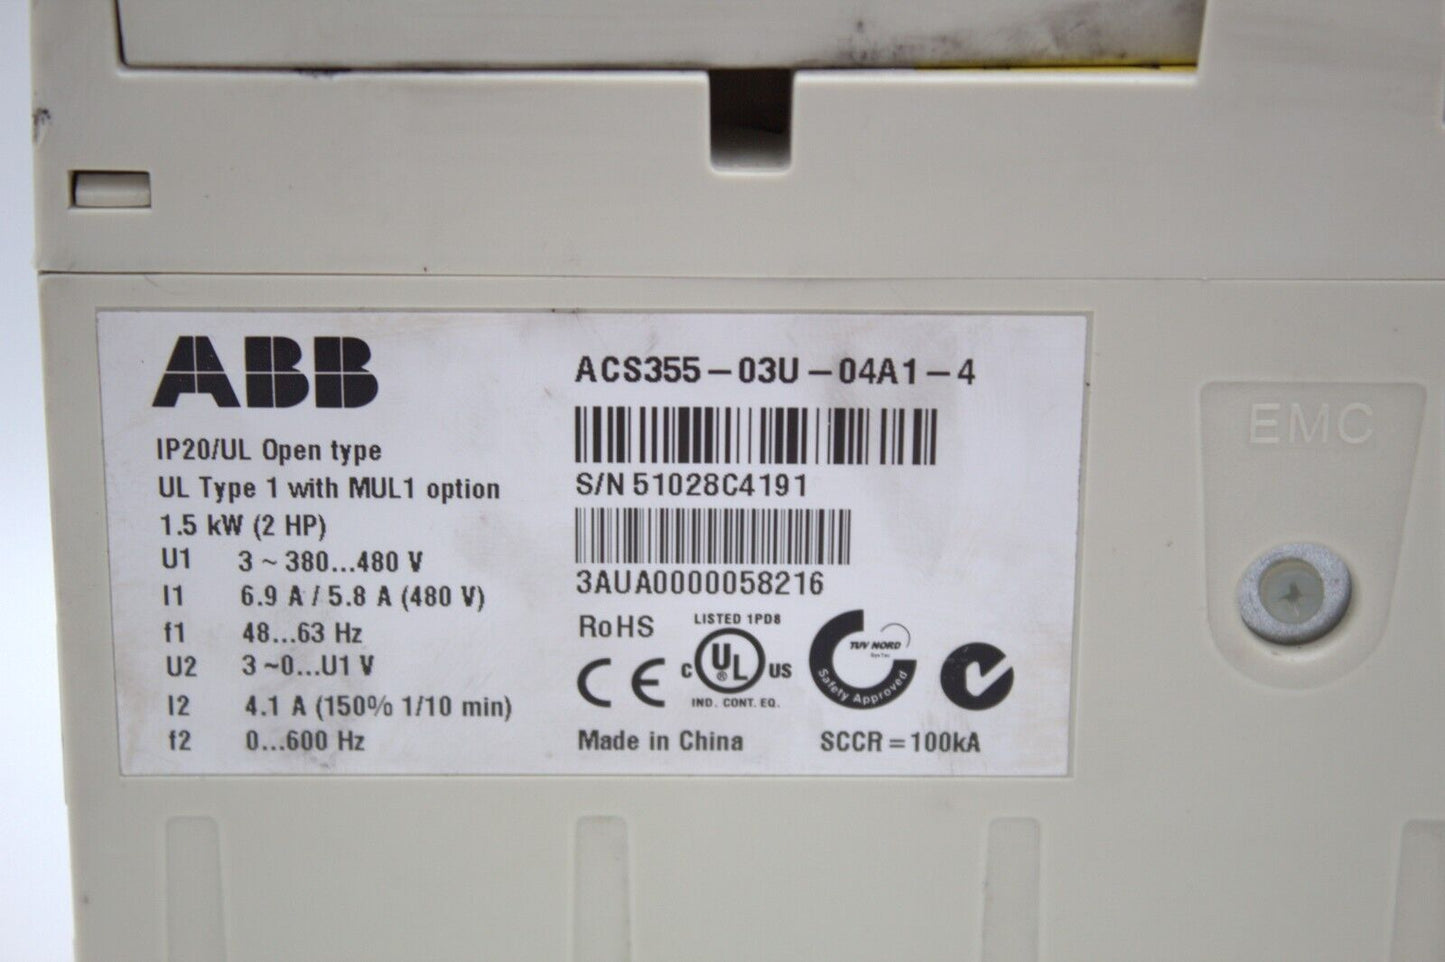 ABB
IP20/UL Open type
UL Type 1 with MUL1 option
1.5 kW (2 HP)
U1 3 ~ 380...480 V
I1 6.9 A / 5.8 A (480 V)
f1 48...63 Hz
U2 3 ~0...U1 V
I2 4.1 A (150% 1/10 min)
f2 0...600 Hz
ACS355-03U-04A1-4
S/N 51028C4191
3AUA0000058216
RoHS
CE
LISTED 1PD8
C UL® US
IND. CONT. EQ.
TUV NORD
Safety Approved
Made in China
SCCR = 100kA
EMC